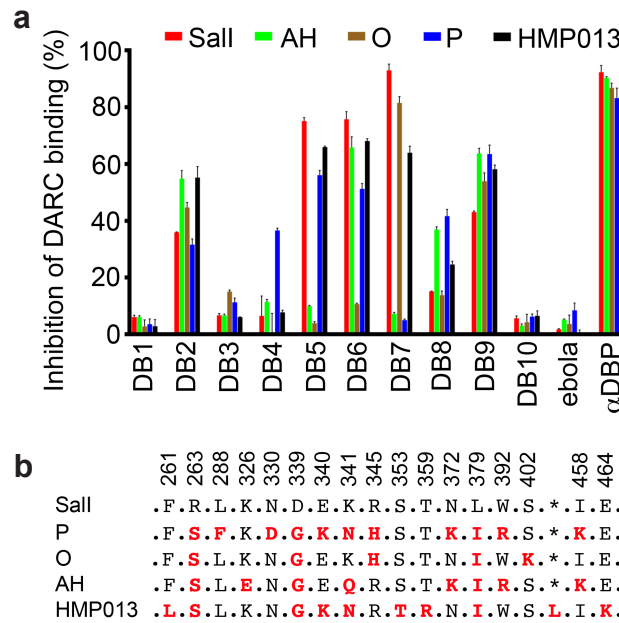 a
SalI AH O P HMP013
Inhibition of DARC binding (%)
100
80
60
40
20
0
DB1 DB2 DB3 DB4 DB5 DB6 DB7 DB8 DB9 DB10 ebola αDBP
b
261 263 288 326 330 339 340 341 345 353 359 372 379 392 402 458 464
SalI .F.R.L.K.N.D.E.K.R.S.T.N.L.W.S.*.I.E.
P .F.S.F.K.D.G.K.N.H.S.T.K.I.R.S.*.K.E.
O .F.S.L.K.N.G.E.K.H.S.T.N.I.W.K.*.I.E.
AH .F.S.L.E.N.G.E.Q.R.S.T.K.I.R.S.*.K.E.
HMP013 .L.S.L.K.N.G.K.N.R.T.R.N.I.W.S.L.I.K.